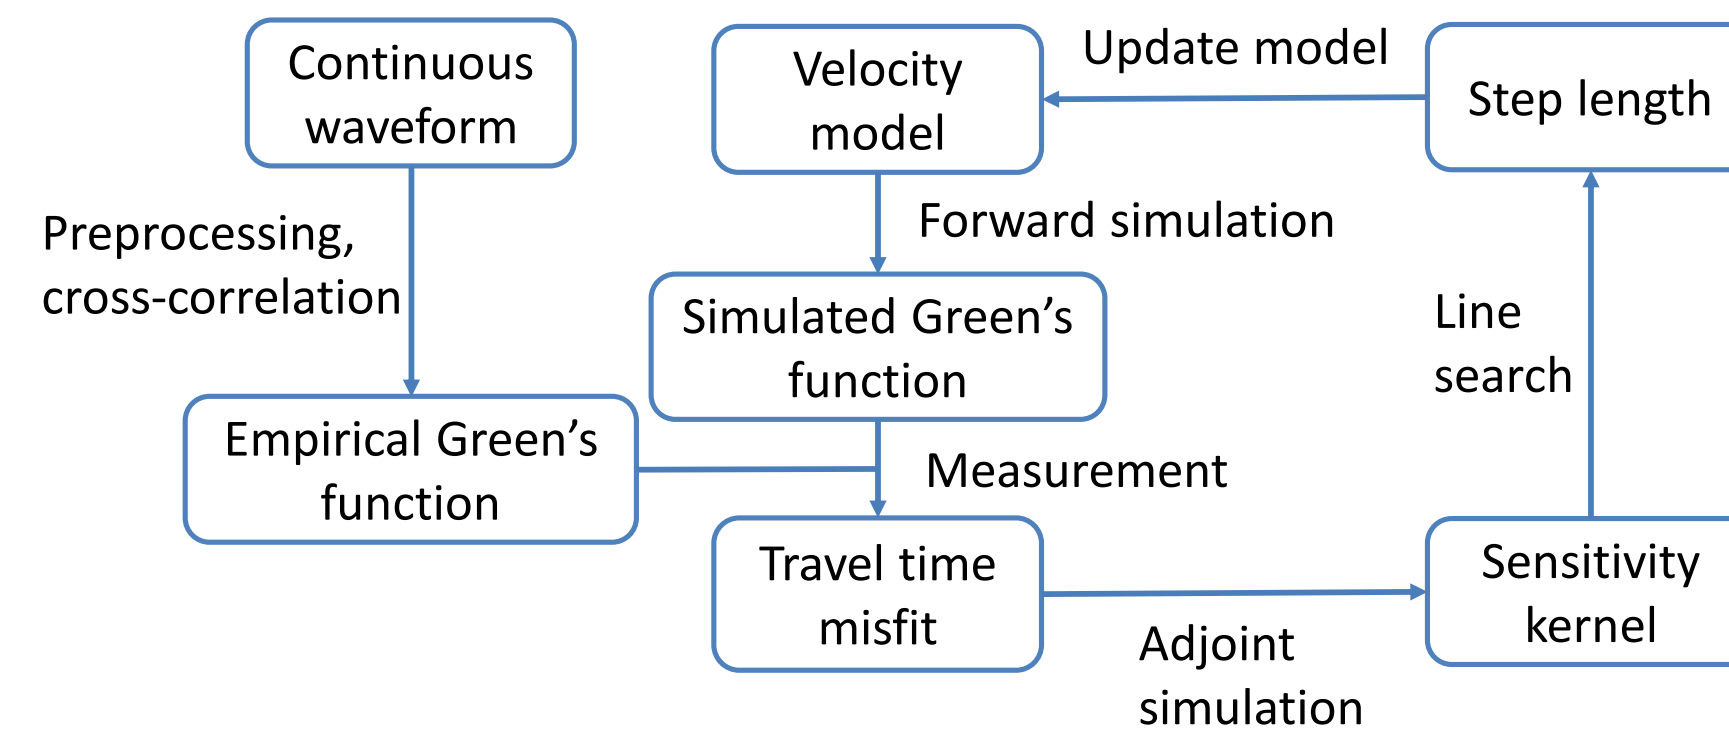 Continuous
waveform
Velocity
model
Update model
Step length
Preprocessing,
cross-correlation
Forward simulation
Simulated Green’s
function
Line
search
Empirical Green’s
function
Measurement
Travel time
misfit
Adjoint
simulation
Sensitivity
kernel